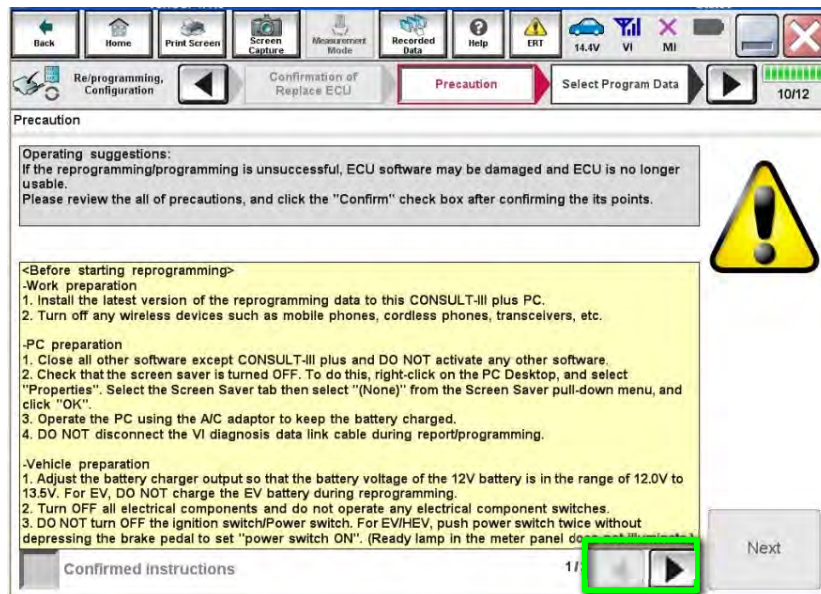 Back
Home
Print Screen
Screen
Capture
Measurement
Mode
Recorded
Data
Help
ERT
14.4V
VI
MI
Re/programming,
Configuration
Confirmation of
Replace ECU
Precaution
Select Program Data
10/12
Precaution
Operating suggestions:
If the reprogramming/programming is unsuccessful, ECU software may be damaged and ECU is no longer
usable.
Please review the all of precautions, and click the "Confirm" check box after confirming the its points.
<Before starting reprogramming>
-Work preparation
1. Install the latest version of the reprogramming data to this CONSULT-III plus PC.
2. Turn off any wireless devices such as mobile phones, cordless phones, transceivers, etc.
-PC preparation
1. Close all other software except CONSULT-III plus and DO NOT activate any other software.
2. Check that the screen saver is turned OFF. To do this, right-click on the PC Desktop, and select
"Properties". Select the Screen Saver tab then select "(None)" from the Screen Saver pull-down menu, and
click "OK".
3. Operate the PC using the A/C adaptor to keep the battery charged.
4. DO NOT disconnect the VI diagnosis data link cable during report/programming.
-Vehicle preparation
1. Adjust the battery charger output so that the battery voltage of the 12V battery is in the range of 12.0V to
13.5V. For EV, DO NOT charge the EV battery during reprogramming.
2. Turn OFF all electrical components and do not operate any electrical component switches.
3. DO NOT turn OFF the ignition switch/Power switch. For EV/HEV, push power switch twice without
depressing the brake pedal to set "power switch ON". (Ready lamp in the meter panel
Confirmed instructions
1/
Next